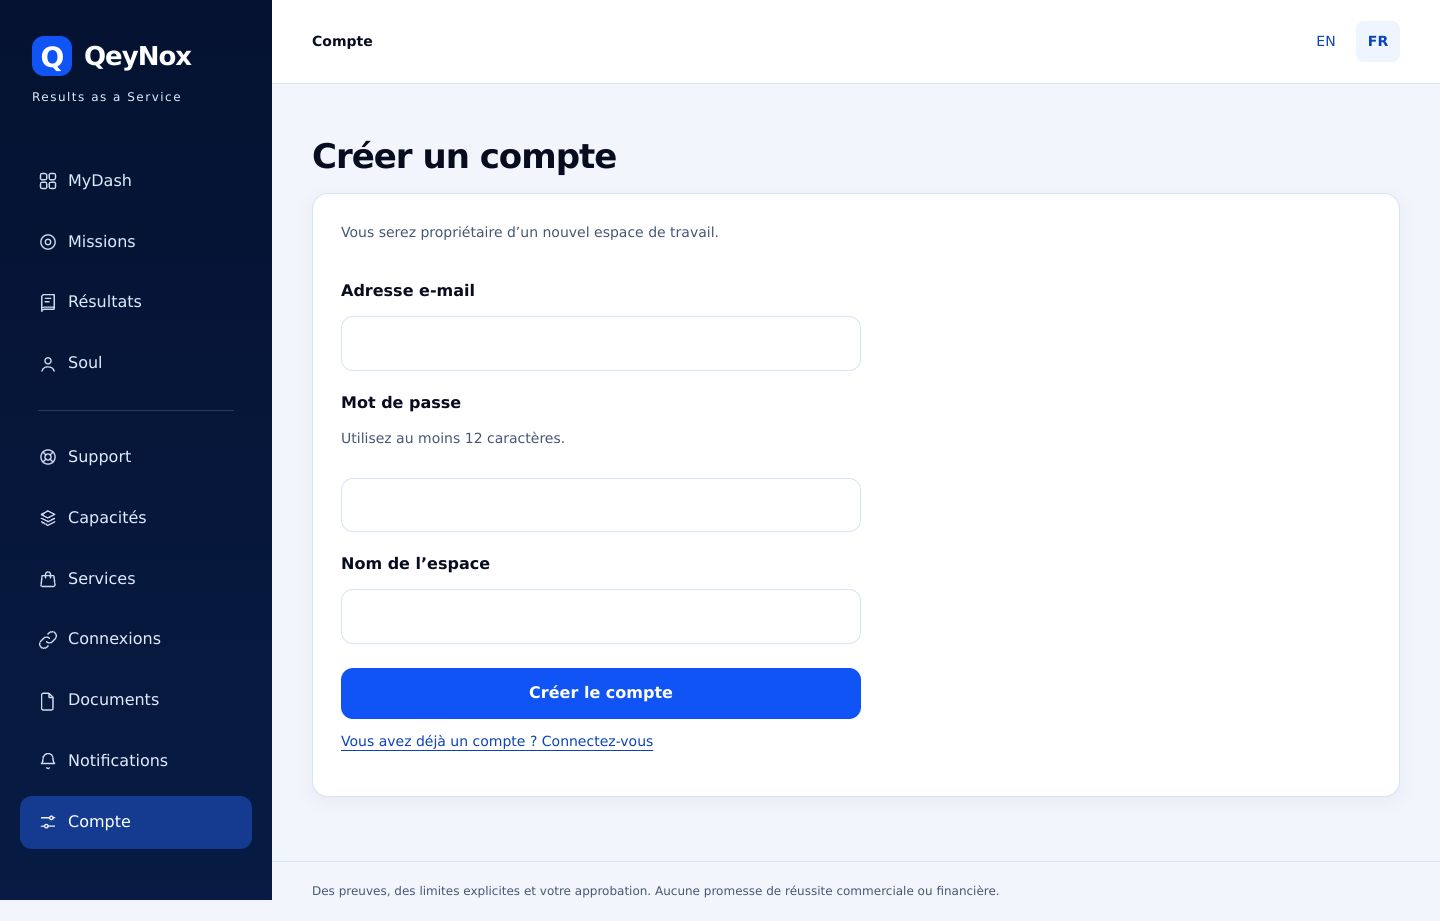 Q QeyNox
Results as a Service
MyDash
Missions
Résultats
Soul
Support
Capacités
Services
Connexions
Documents
Notifications
Compte
Compte
EN
FR
Créer un compte
Vous serez propriétaire d’un nouvel espace de travail.
Adresse e-mail
Mot de passe
Utilisez au moins 12 caractères.
Nom de l’espace
Créer le compte
Vous avez déjà un compte ? Connectez-vous
Des preuves, des limites explicites et votre approbation. Aucune promesse de réussite commerciale ou financière.